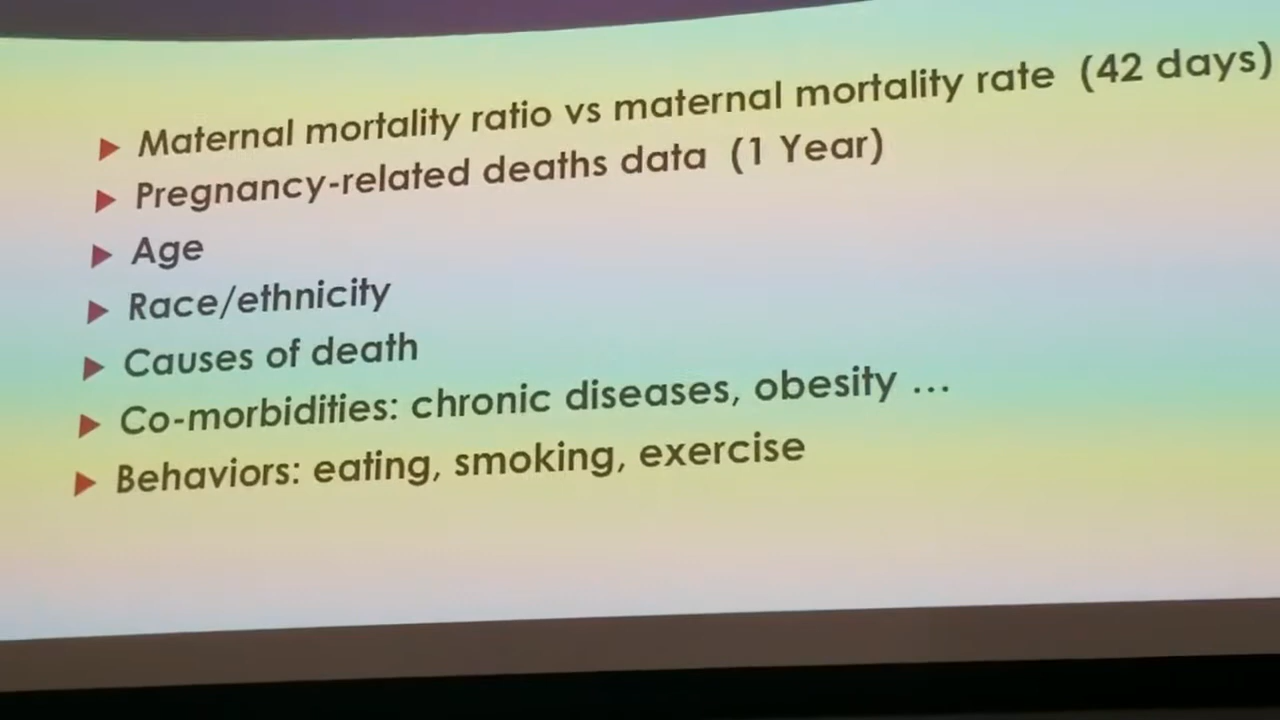 Maternal mortality ratio vs maternal mortality rate (42 days)
Pregnancy-related deaths data (1 Year)
Age
Race/ethnicity
Causes of death
Co-morbidities: chronic diseases, obesity ...
Behaviors: eating, smoking, exercise